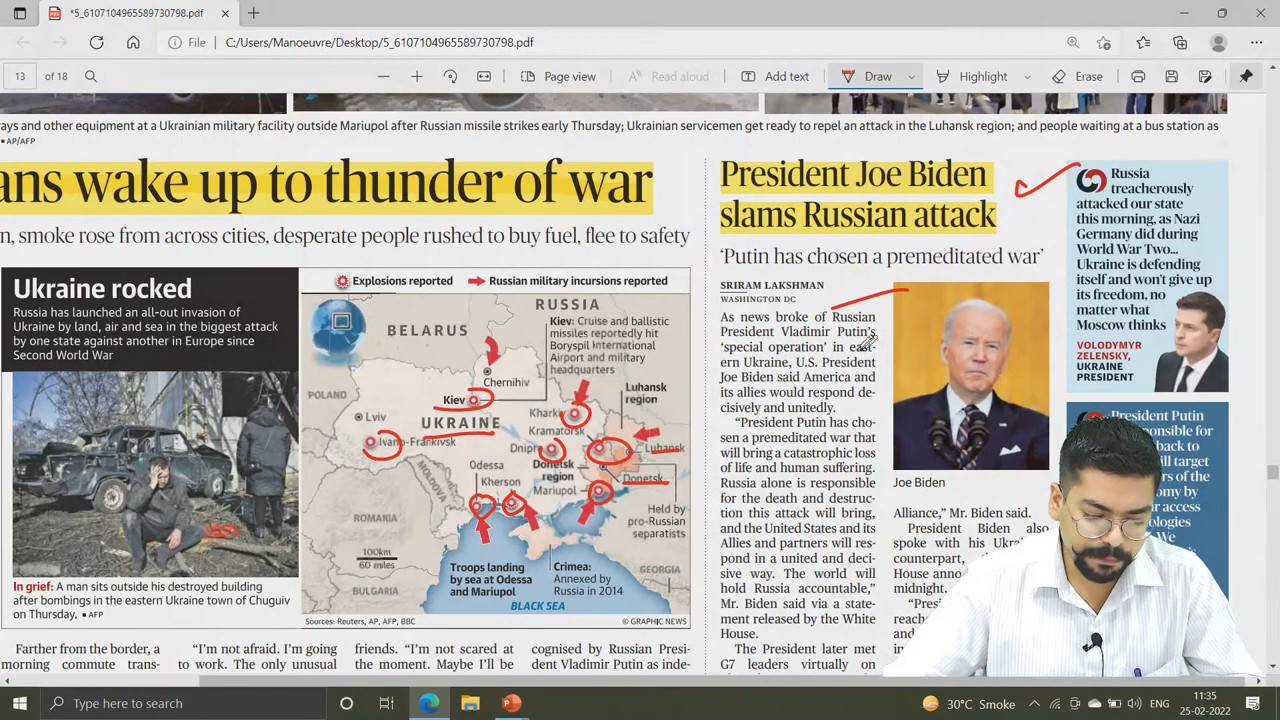 *5_6107104965589730798.pdf
File
C:/Users/Manoeuvre/Desktop/5_6107104965589730798.pdf
13
of 18
Page view
Read aloud
Add text
Draw
Highlight
Erase
rays and other equipment at a Ukrainian military facility outside Mariupol after Russian missile strikes early Thursday; Ukrainian servicemen get ready to repel an attack in the Luhansk region; and people waiting at a bus station as
■ AP/AFP
ans wake up to thunder of war
n, smoke rose from across cities, desperate people rushed to buy fuel, flee to safety
Ukraine rocked
Russia has launched an all-out invasion of
Ukraine by land, air and sea in the biggest attack
by one state against another in Europe since
Second World War
In grief: A man sits outside his destroyed building
after bombings in the eastern Ukraine town of Chuguiv
on Thursday. ■ AFP
Explosions reported
Russian military incursions reported
RUSSIA
BELARUS
Kiev: Cruise and ballistic
missiles reportedly hit
Boryspil International
Airport and military
headquarters
Chernihiv
POLAND
Kiev
Luhansk
region
Lviv
UKRAINE
Kharki
Kramatorsk
Ivano-Frankivsk
Dnipr
Luhansk
Donetsk
region
Odessa
Kherson
Donetsk
Mariupol
MOLDOVA
Held by
pro-Russian
separatists
ROMANIA
100km
60 miles
Troops landing
by sea at Odessa
and Mariupol
Crimea:
Annexed by
Russia in 2014
GEORGIA
BULGARIA
BLACK SEA
Sources: Reuters, AP, AFP, BBC
© GRAPHIC NEWS
Farther from the border, a
morning commute trans-
“I’m not afraid. I’m going
to work. The only unusual
friends. “I’m not scared at
the moment. Maybe I’ll be
cognised by Russian Presi-
dent Vladimir Putin as inde-
President Joe Biden
slams Russian attack
‘Putin has chosen a premeditated war’
SRIRAM LAKSHMAN
WASHINGTON DC
As news broke of Russian
President Vladimir Putin’s
‘special operation’ in east-
ern Ukraine, U.S. President
Joe Biden said America and
its allies would respond de-
cisively and unitedly.
“President Putin has cho-
sen a premeditated war that
will bring a catastrophic loss
of life and human suffering.
Russia alone is responsible
for the death and destruc-
tion this attack will bring,
and the United States and its
Allies and partners will res-
pond in a united and deci-
sive way. The world will
hold Russia accountable,”
Mr. Biden said via a state-
ment released by the White
House.
The President later met
G7 leaders virtually on
Joe Biden
Alliance,” Mr. Biden said.
President Biden also
spoke with his
counterpart,
House
midnight.
Russia
treacherously
attacked our state
this morning, as Nazi
Germany did during
World War Two...
Ukraine is defending
itself and won’t give up
its freedom, no
matter what
Moscow thinks
VOLODYMYR
ZELENSKY,
UKRAINE
PRESIDENT
President Putin
back to
target
of
by
access
We
Type here to search
30°C Smoke
ENG
11:35
25-02-2022